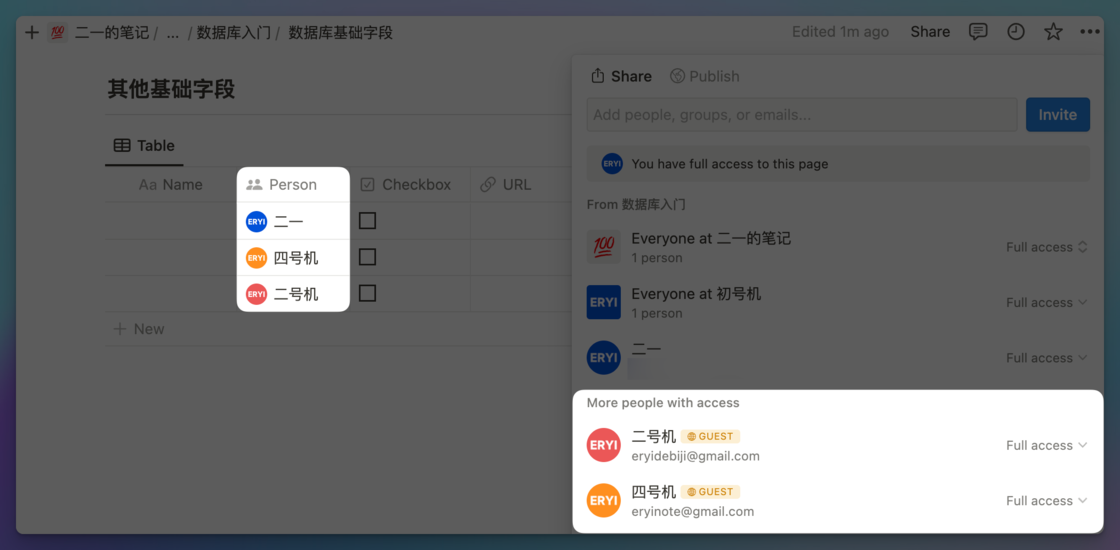 二一的笔记 / ... / 数据库入门 / 数据库基础字段
Edited 1m ago Share
其他基础字段
Table
Aa Name Person Checkbox URL
ERYI 二一
ERYI 四号机
ERYI 二号机
+ New
Share Publish
Add people, groups, or emails...
Invite
ERYI You have full access to this page
From 数据库入门
100 Everyone at 二一的笔记
1 person
Full access
ERYI Everyone at 初号机
1 person
Full access
ERYI 二一
Full access
More people with access
ERYI 二号机 GUEST
eryidebiji@gmail.com
Full access
ERYI 四号机 GUEST
eryinote@gmail.com
Full access